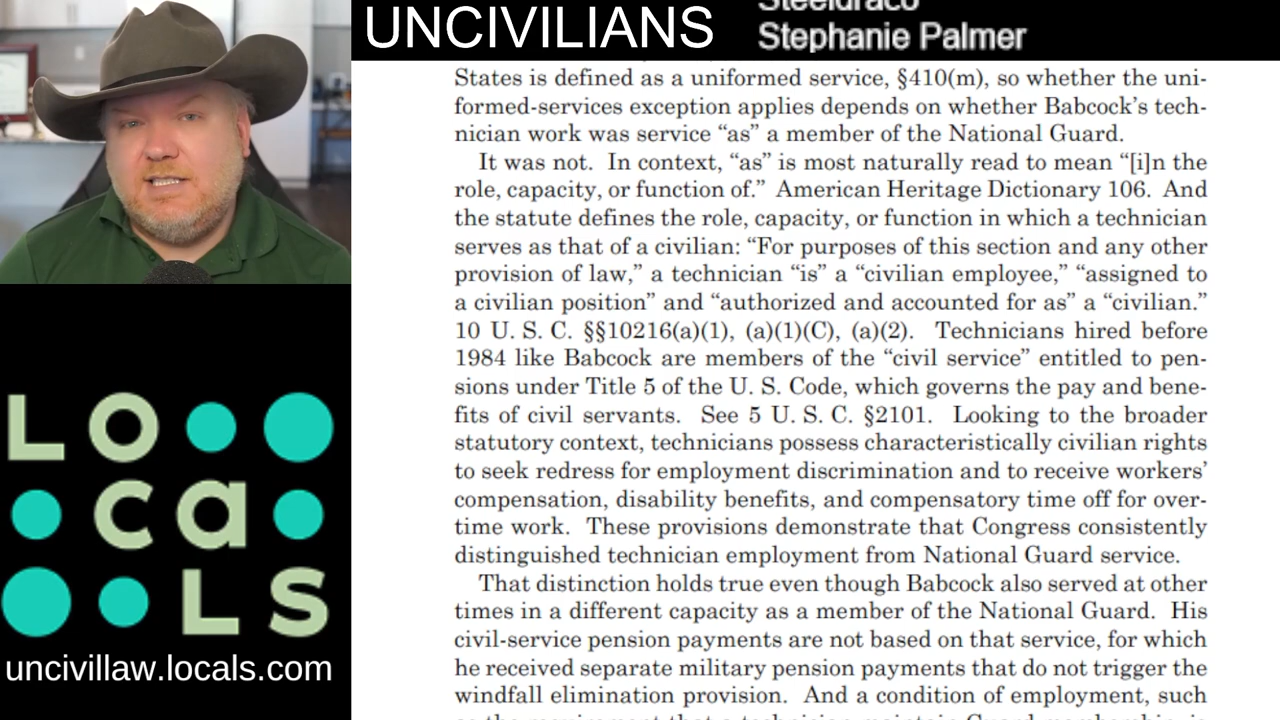 UNCIVILIANS
Steeldraco
Stephanie Palmer
States is defined as a uniformed service, §410(m), so whether the uni-
formed-services exception applies depends on whether Babcock’s tech-
nician work was service “as” a member of the National Guard.
It was not. In context, “as” is most naturally read to mean “[i]n the
role, capacity, or function of.” American Heritage Dictionary 106. And
the statute defines the role, capacity, or function in which a technician
serves as that of a civilian: “For purposes of this section and any other
provision of law,” a technician “is” a “civilian employee,” “assigned to
a civilian position” and “authorized and accounted for as” a “civilian.”
10 U. S. C. §§10216(a)(1), (a)(1)(C), (a)(2). Technicians hired before
1984 like Babcock are members of the “civil service” entitled to pen-
sions under Title 5 of the U. S. Code, which governs the pay and bene-
fits of civil servants. See 5 U. S. C. §2101. Looking to the broader
statutory context, technicians possess characteristically civilian rights
to seek redress for employment discrimination and to receive workers’
compensation, disability benefits, and compensatory time off for over-
time work. These provisions demonstrate that Congress consistently
distinguished technician employment from National Guard service.
That distinction holds true even though Babcock also served at other
times in a different capacity as a member of the National Guard. His
civil-service pension payments are not based on that service, for which
he received separate military pension payments that do not trigger the
windfall elimination provision. And a condition of employment, such
LOcaLS
uncivillaw.locals.com